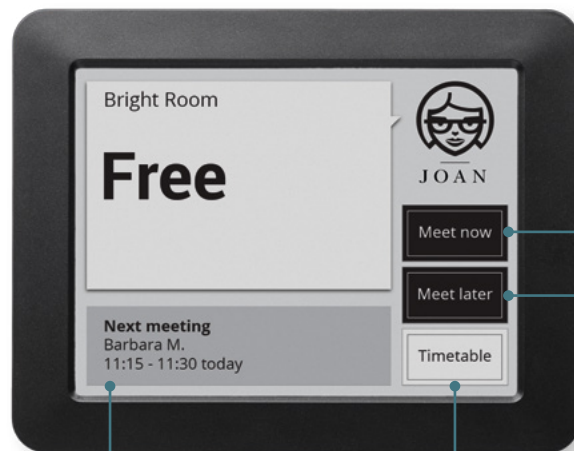 Bright Room
Free
JOAN
Meet now
Meet later
Timetable
Next meeting
Barbara M.
11:15 - 11:30 today